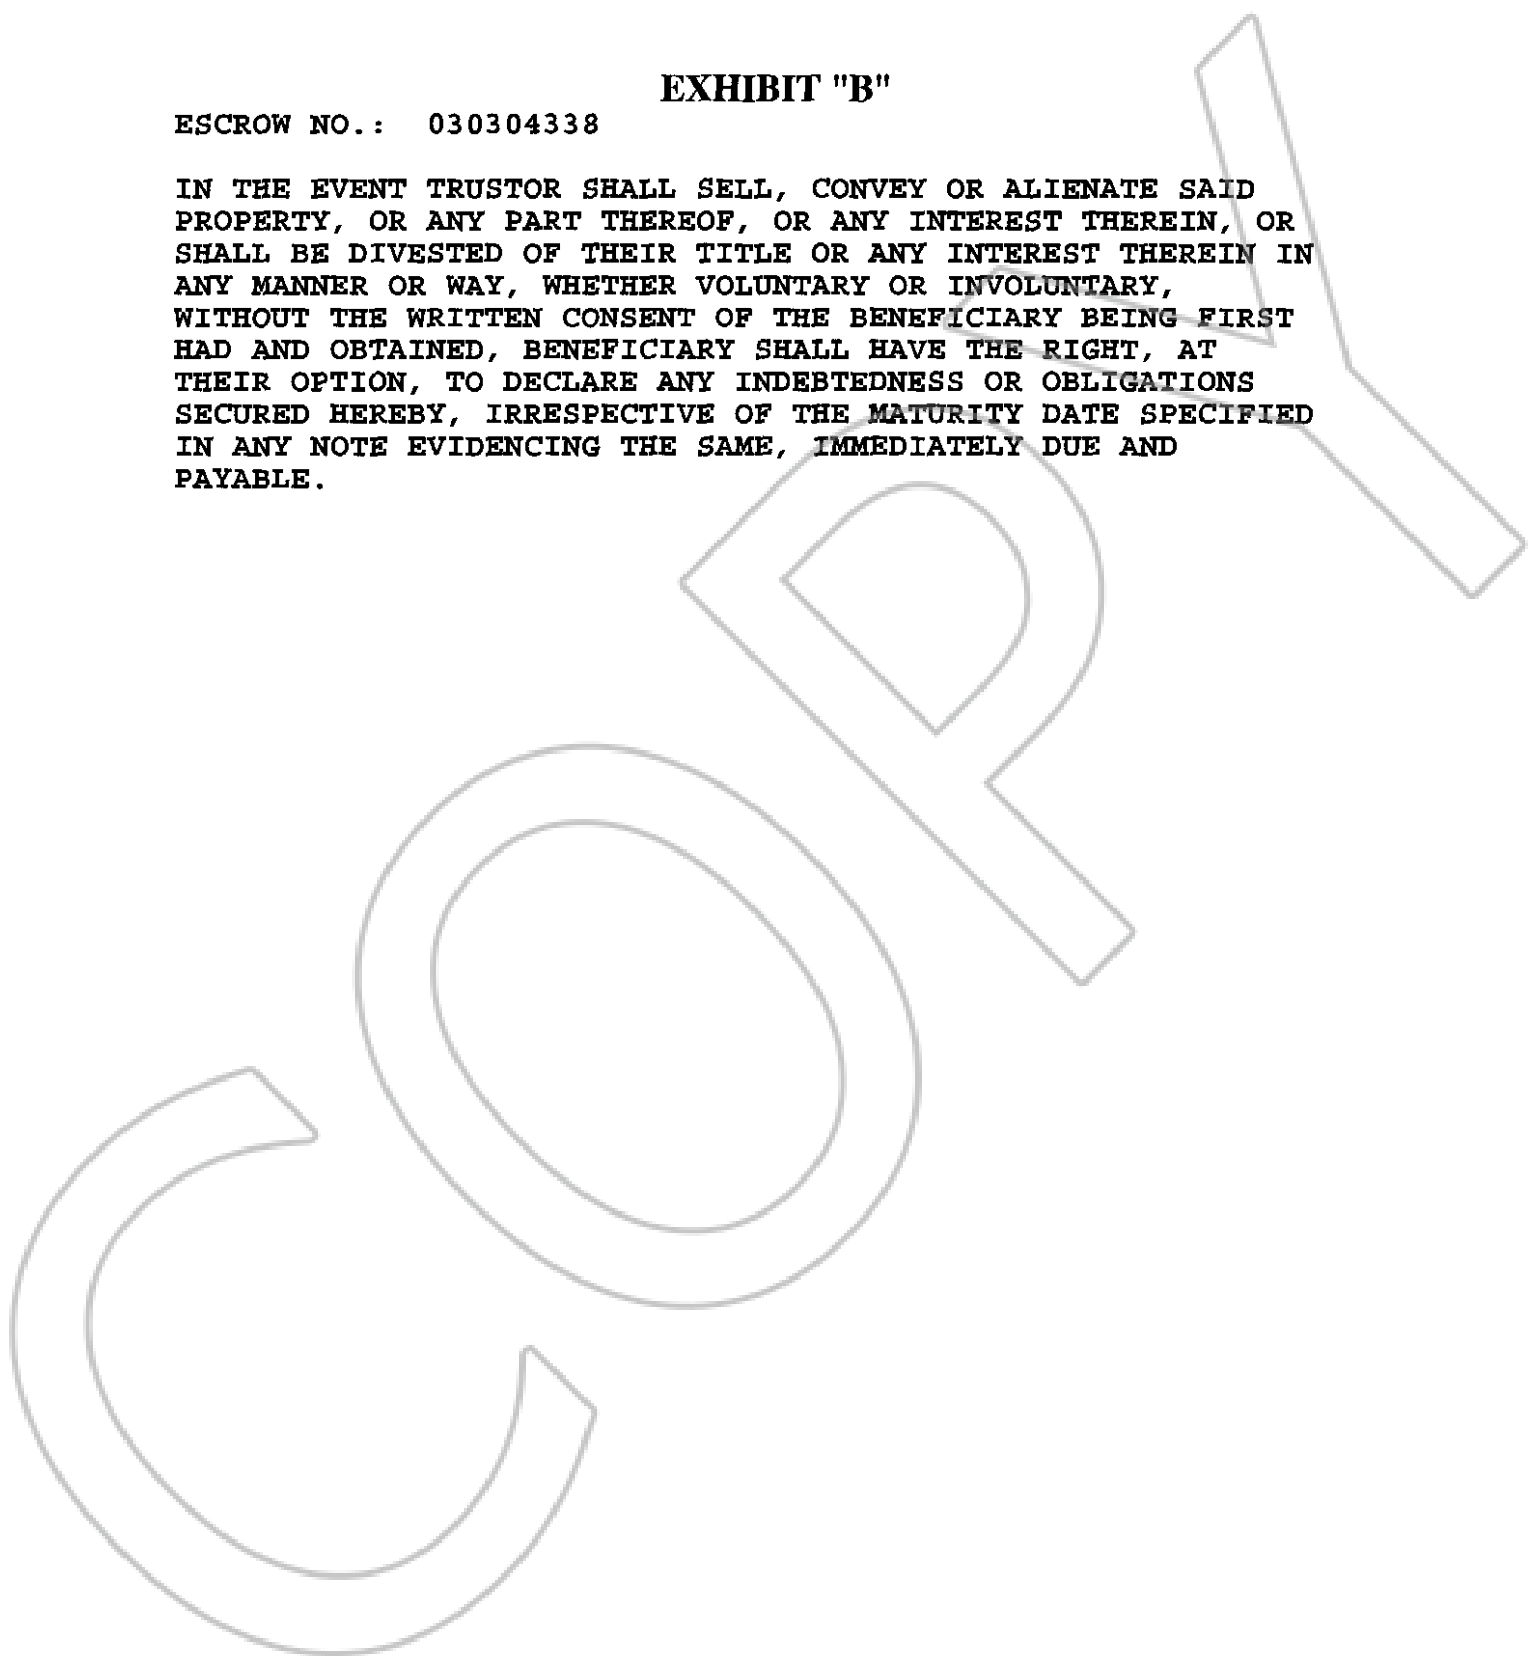 EXHIBIT "B"
ESCROW NO.: 030304338
IN THE EVENT TRUSTOR SHALL SELL, CONVEY OR ALIENATE SAID
PROPERTY, OR ANY PART THEREOF, OR ANY INTEREST THEREIN, OR
SHALL BE DIVESTED OF THEIR TITLE OR ANY INTEREST THEREIN IN
ANY MANNER OR WAY, WHETHER VOLUNTARY OR INVOLUNTARY,
WITHOUT THE WRITTEN CONSENT OF THE BENEFICIARY BEING FIRST
HAD AND OBTAINED, BENEFICIARY SHALL HAVE THE RIGHT, AT
THEIR OPTION, TO DECLARE ANY INDEBTEDNESS OR OBLIGATIONS
SECURED HEREBY, IRRESPECTIVE OF THE MATURITY DATE SPECIFIED
IN ANY NOTE EVIDENCING THE SAME, IMMEDIATELY DUE AND
PAYABLE.
COPY